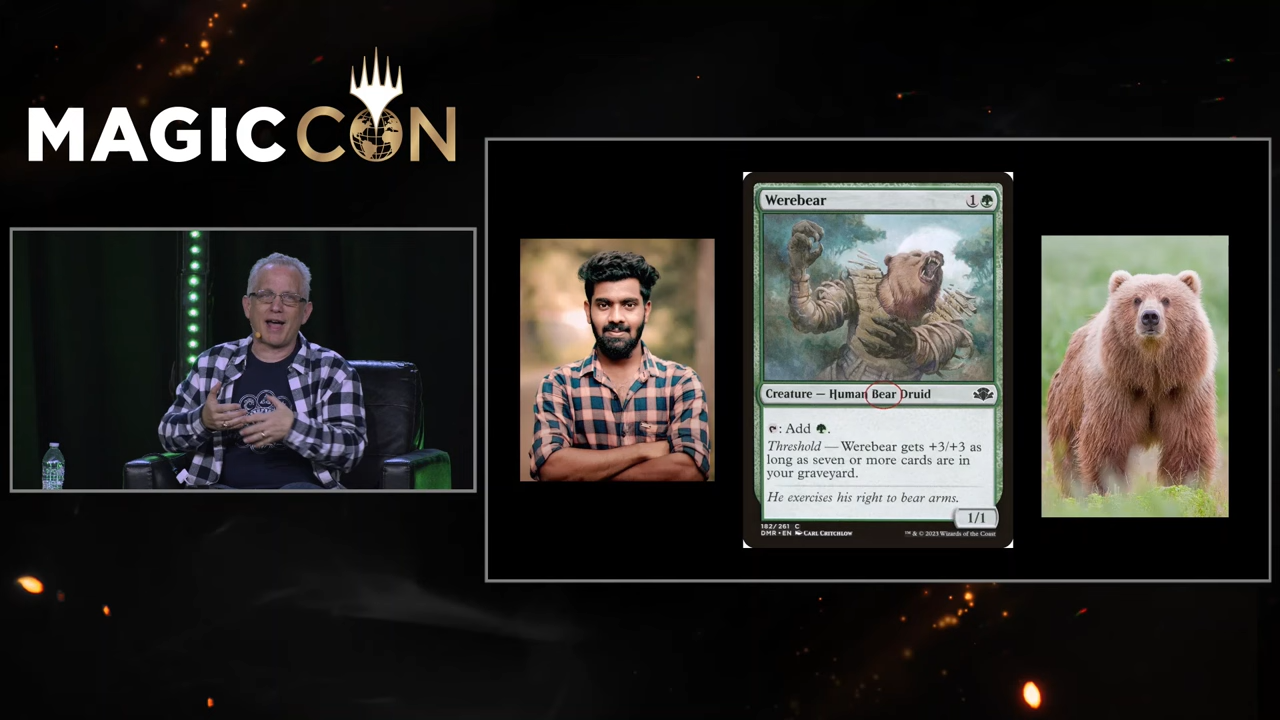 MAGICCON
Werebear
1
Creature — Human Bear Druid
: Add .
Threshold — Werebear gets +3/+3 as
long as seven or more cards are in
your graveyard.
He exercises his right to bear arms.
1/1
182/261 C
DMR • EN CARL CRITCHLOW
™ & © 2023 Wizards of the Coast